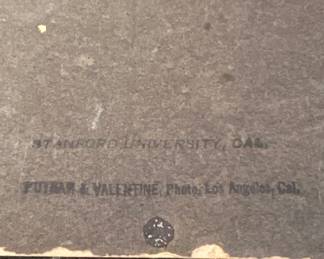 STANFORD UNIVERSITY, CAL.
PUTNAM & VALENTINE, Photo, Los Angeles, Cal.